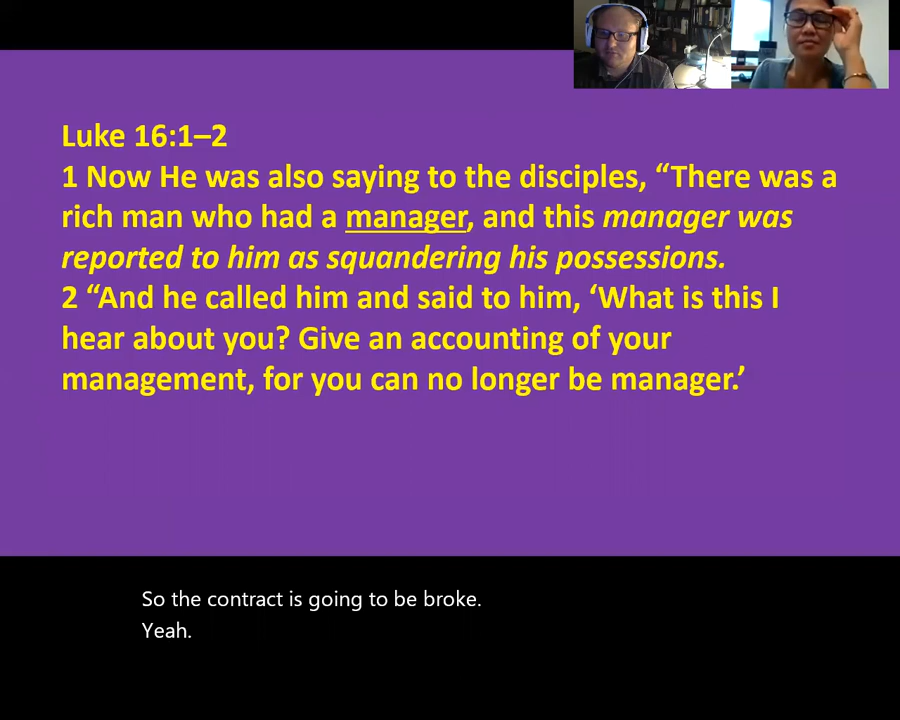 Luke 16:1–2
1 Now He was also saying to the disciples, “There was a
rich man who had a manager, and this manager was
reported to him as squandering his possessions.
2 “And he called him and said to him, ‘What is this I
hear about you? Give an accounting of your
management, for you can no longer be manager.’
So the contract is going to be broke.
Yeah.